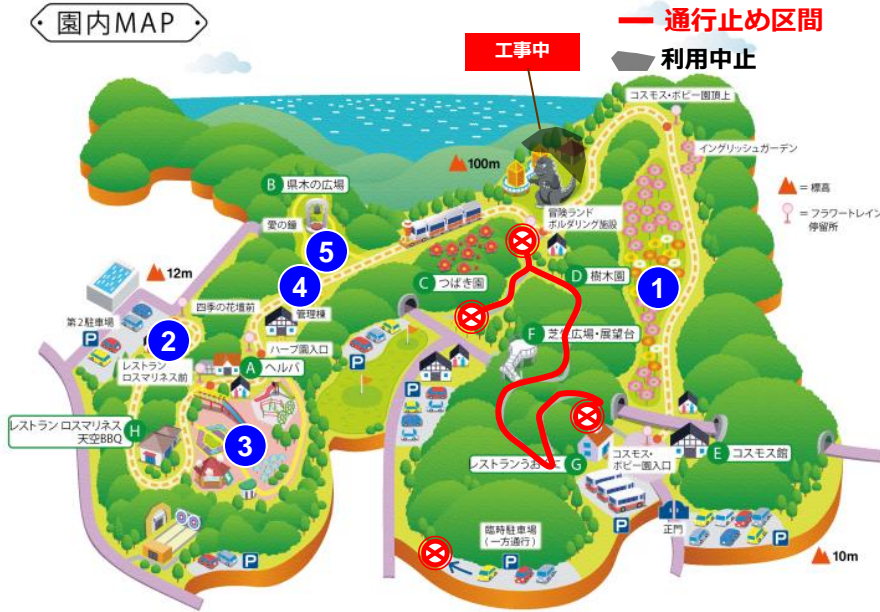 園内MAP
通行止め区間
利用中止
工事中
コスモス・ポピー園頂上
イングリッシュガーデン
100m
= 標高
= フラワートレイン
停留所
B 県木の広場
愛の鐘
冒険ランド
ボルダリング施設
5
12m
D 樹木園
C つばき園
1
4
四季の花壇前
管理棟
第2駐車場
P
2
F 芝生広場・展望台
ハーブ園入口
レストラン
ロスマリネス前
A ヘルバ
P
P
レストラン ロスマリネス
天空BBQ
H
3
E コスモス館
コスモス・
ポピー園入口
レストランうお
G
P
正門
臨時駐車場
(一方通行)
P
P
P
10m